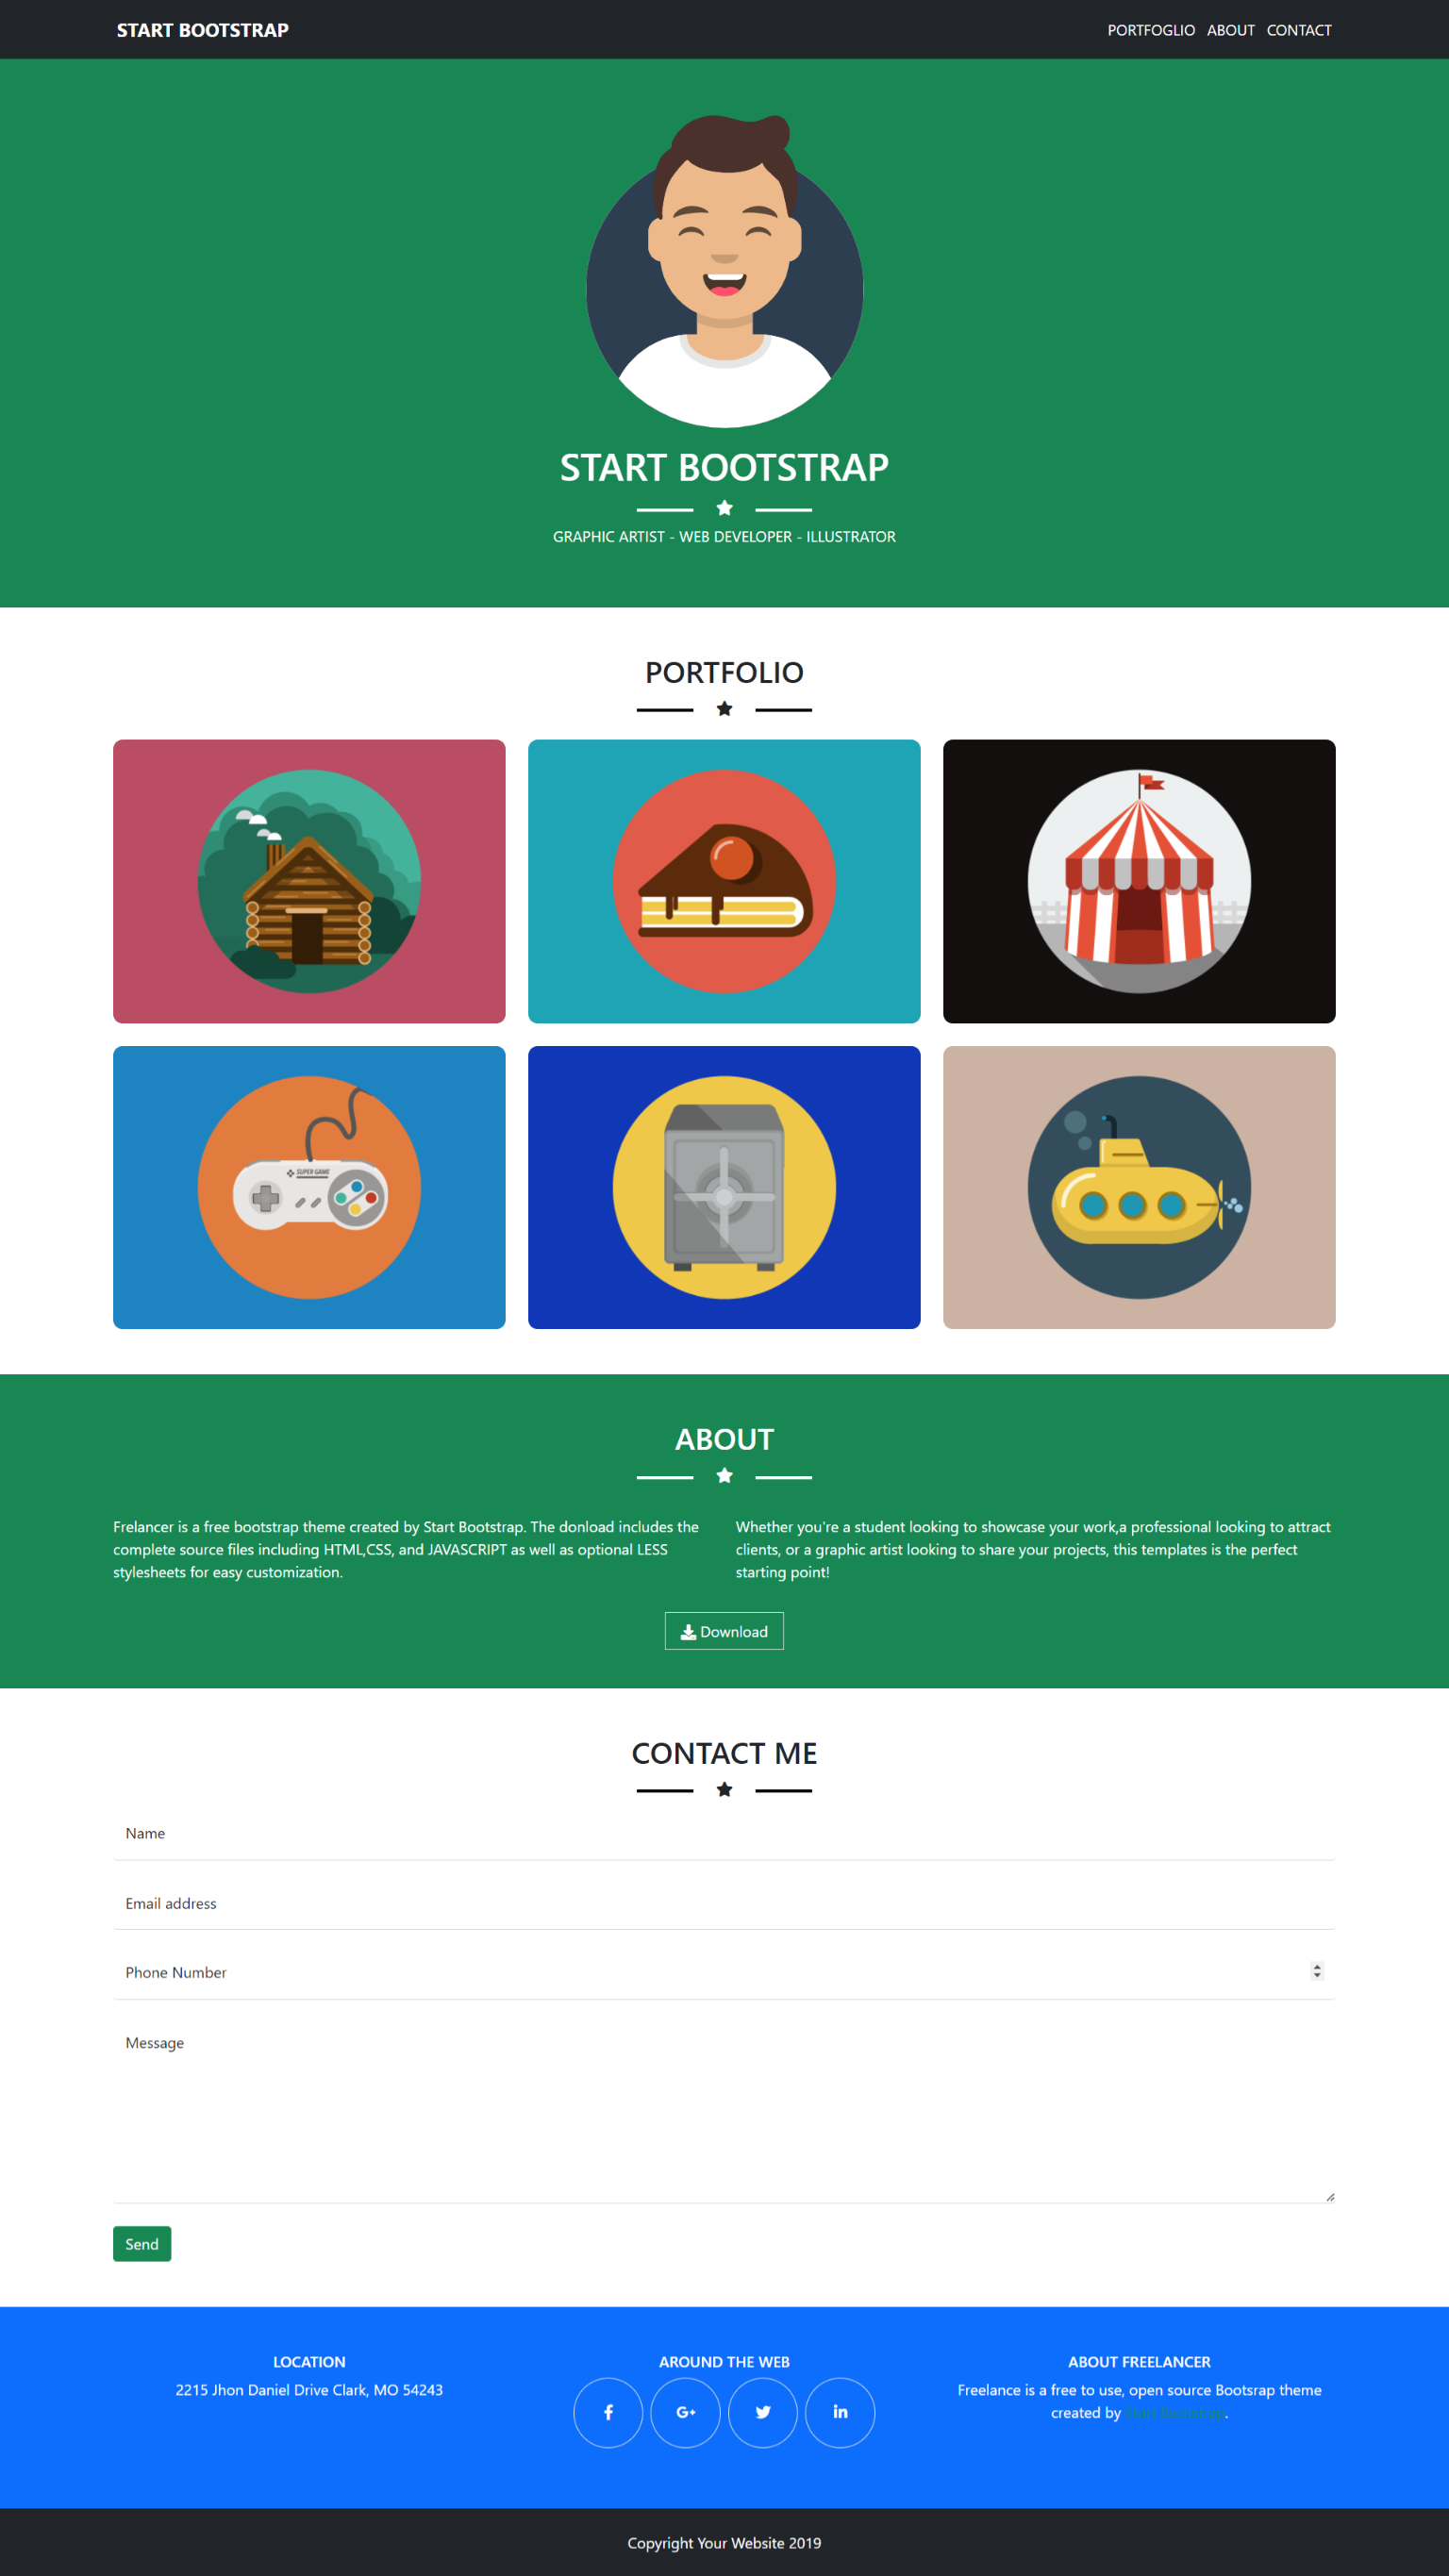 START BOOTSTRAP
PORTFOGLIO ABOUT CONTACT
START BOOTSTRAP
GRAPHIC ARTIST - WEB DEVELOPER - ILLUSTRATOR
PORTFOLIO
SUPER GAME
ABOUT
Frelancer is a free bootstrap theme created by Start Bootstrap. The donload includes the
complete source files including HTML,CSS, and JAVASCRIPT as well as optional LESS
stylesheets for easy customization.
Whether you're a student looking to showcase your work,a professional looking to attract
clients, or a graphic artist looking to share your projects, this templates is the perfect
starting point!
Download
CONTACT ME
Name
Email address
Phone Number
Message
Send
LOCATION
2215 Jhon Daniel Drive Clark, MO 54243
AROUND THE WEB
f G+ in
ABOUT FREELANCER
Freelance is a free to use, open source Bootsrap theme
created by Start Bootstrap.
Copyright Your Website 2019